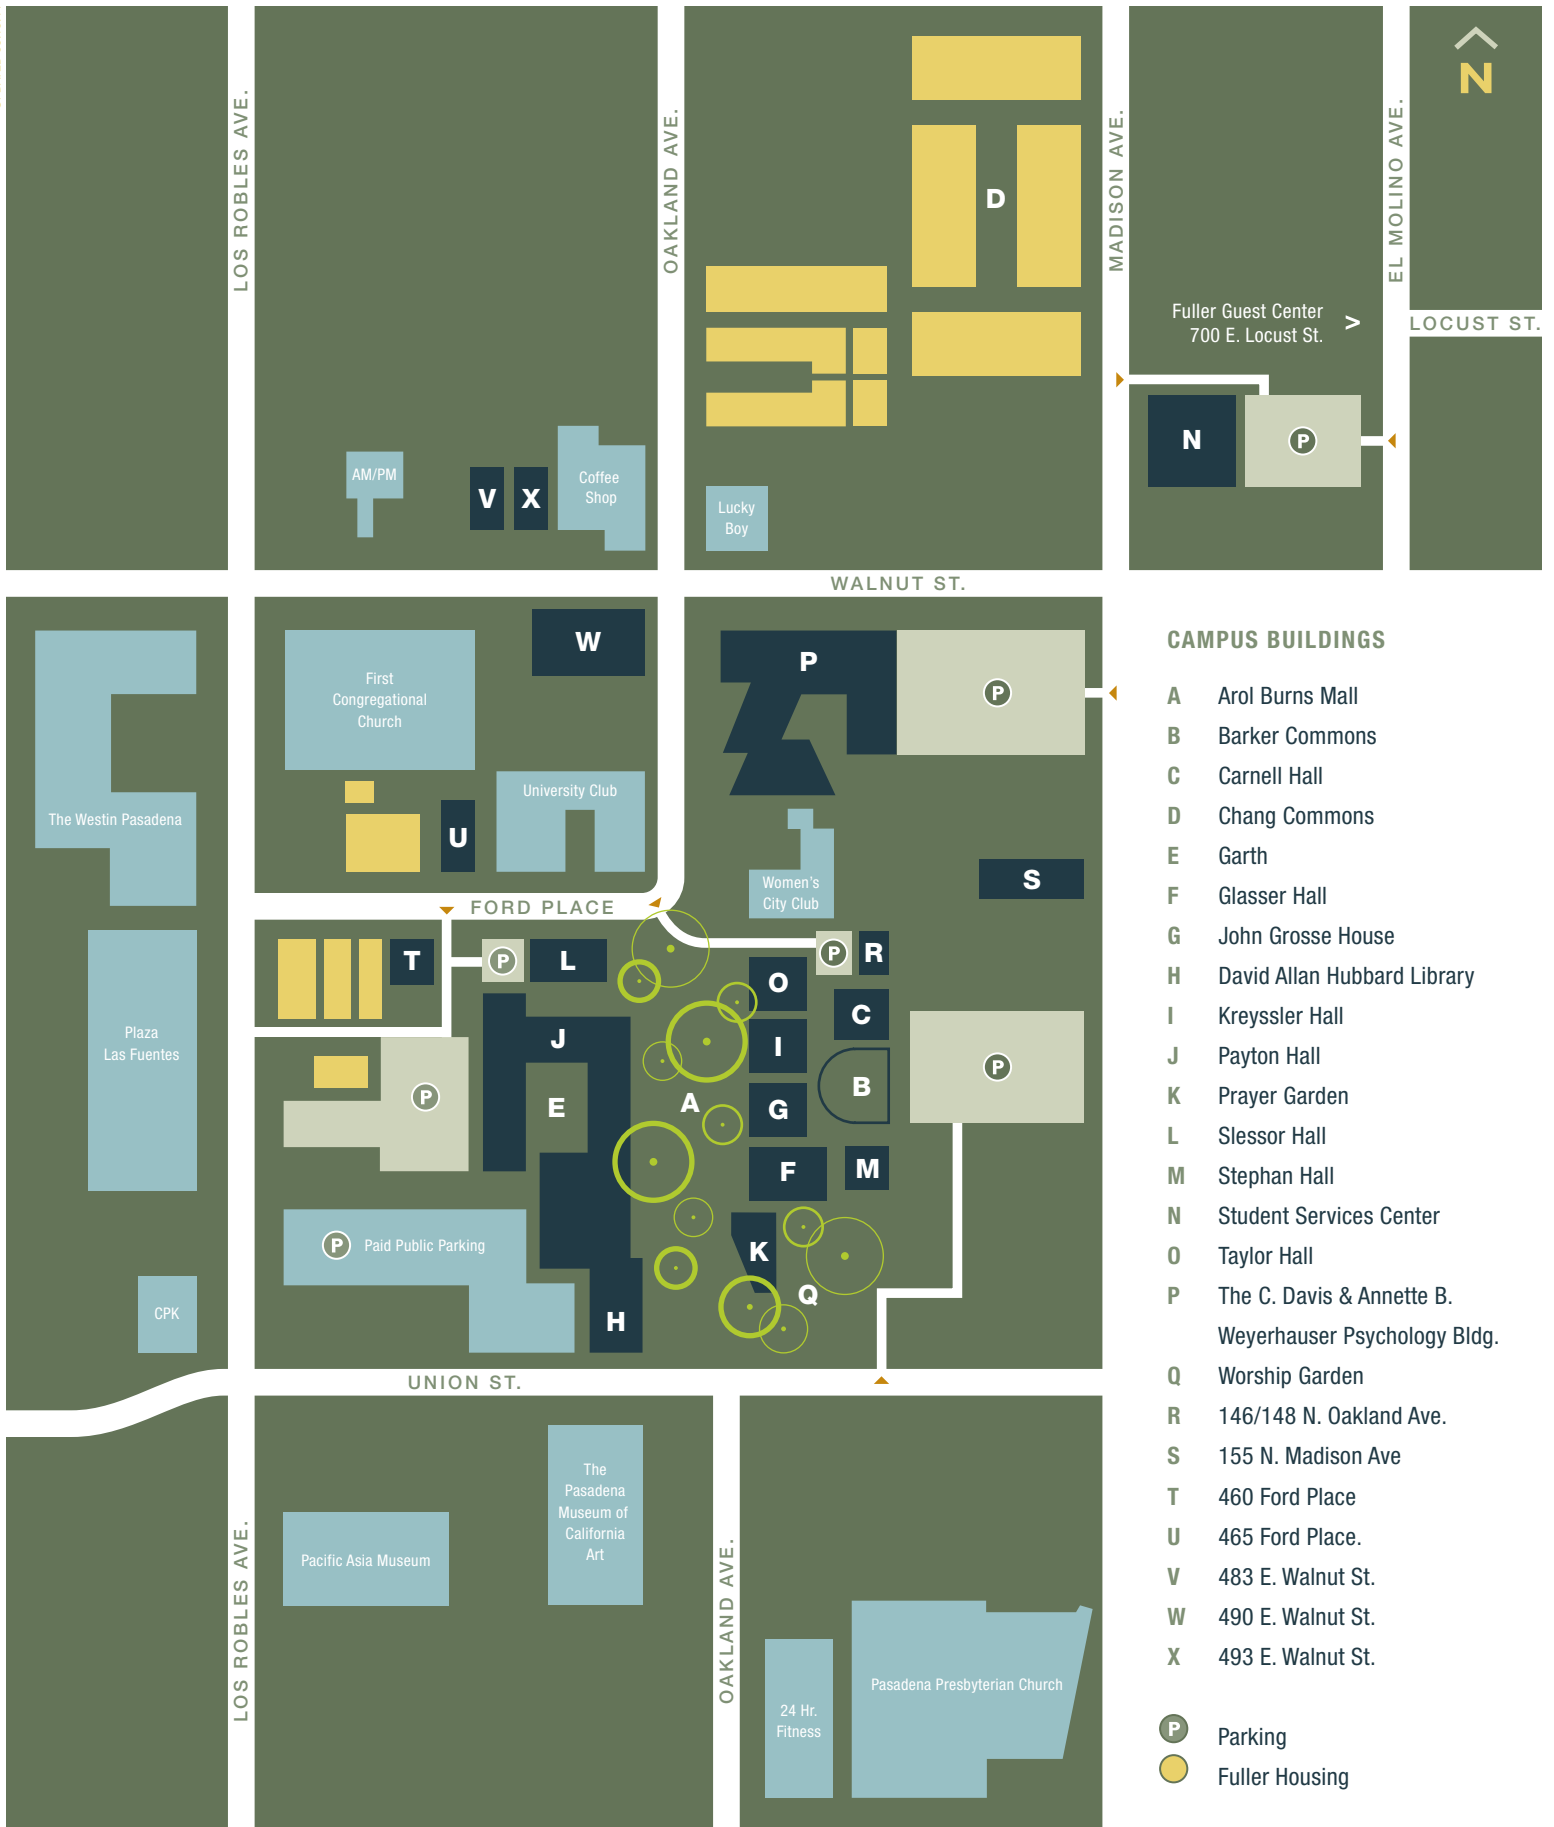 LOS ROBLES AVE.
OAKLAND AVE.
MADISON AVE.
EL MOLINO AVE.
N
D
Fuller Guest Center
700 E. Locust St.
>
LOCUST ST.
N
P
AM/PM
V
X
Coffee
Shop
Lucky
Boy
WALNUT ST.
W
First
Congregational
Church
P
P
The Westin Pasadena
University Club
U
Women's
City Club
S
FORD PLACE
T
P
L
P
R
O
C
Plaza
Las Fuentes
J
I
P
P
E
A
G
B
F
M
P
Paid Public Parking
K
Q
CPK
H
UNION ST.
The
Pasadena
Museum of
California
Art
Pacific Asia Museum
LOS ROBLES AVE.
OAKLAND AVE.
24 Hr.
Fitness
Pasadena Presbyterian Church
CAMPUS BUILDINGS
A Arol Burns Mall
B Barker Commons
C Carnell Hall
D Chang Commons
E Garth
F Glasser Hall
G John Grosse House
H David Allan Hubbard Library
I Kreyssler Hall
J Payton Hall
K Prayer Garden
L Slessor Hall
M Stephan Hall
N Student Services Center
O Taylor Hall
P The C. Davis & Annette B.
Weyerhauser Psychology Bldg.
Q Worship Garden
R 146/148 N. Oakland Ave.
S 155 N. Madison Ave
T 460 Ford Place
U 465 Ford Place.
V 483 E. Walnut St.
W 490 E. Walnut St.
X 493 E. Walnut St.
P Parking
Fuller Housing